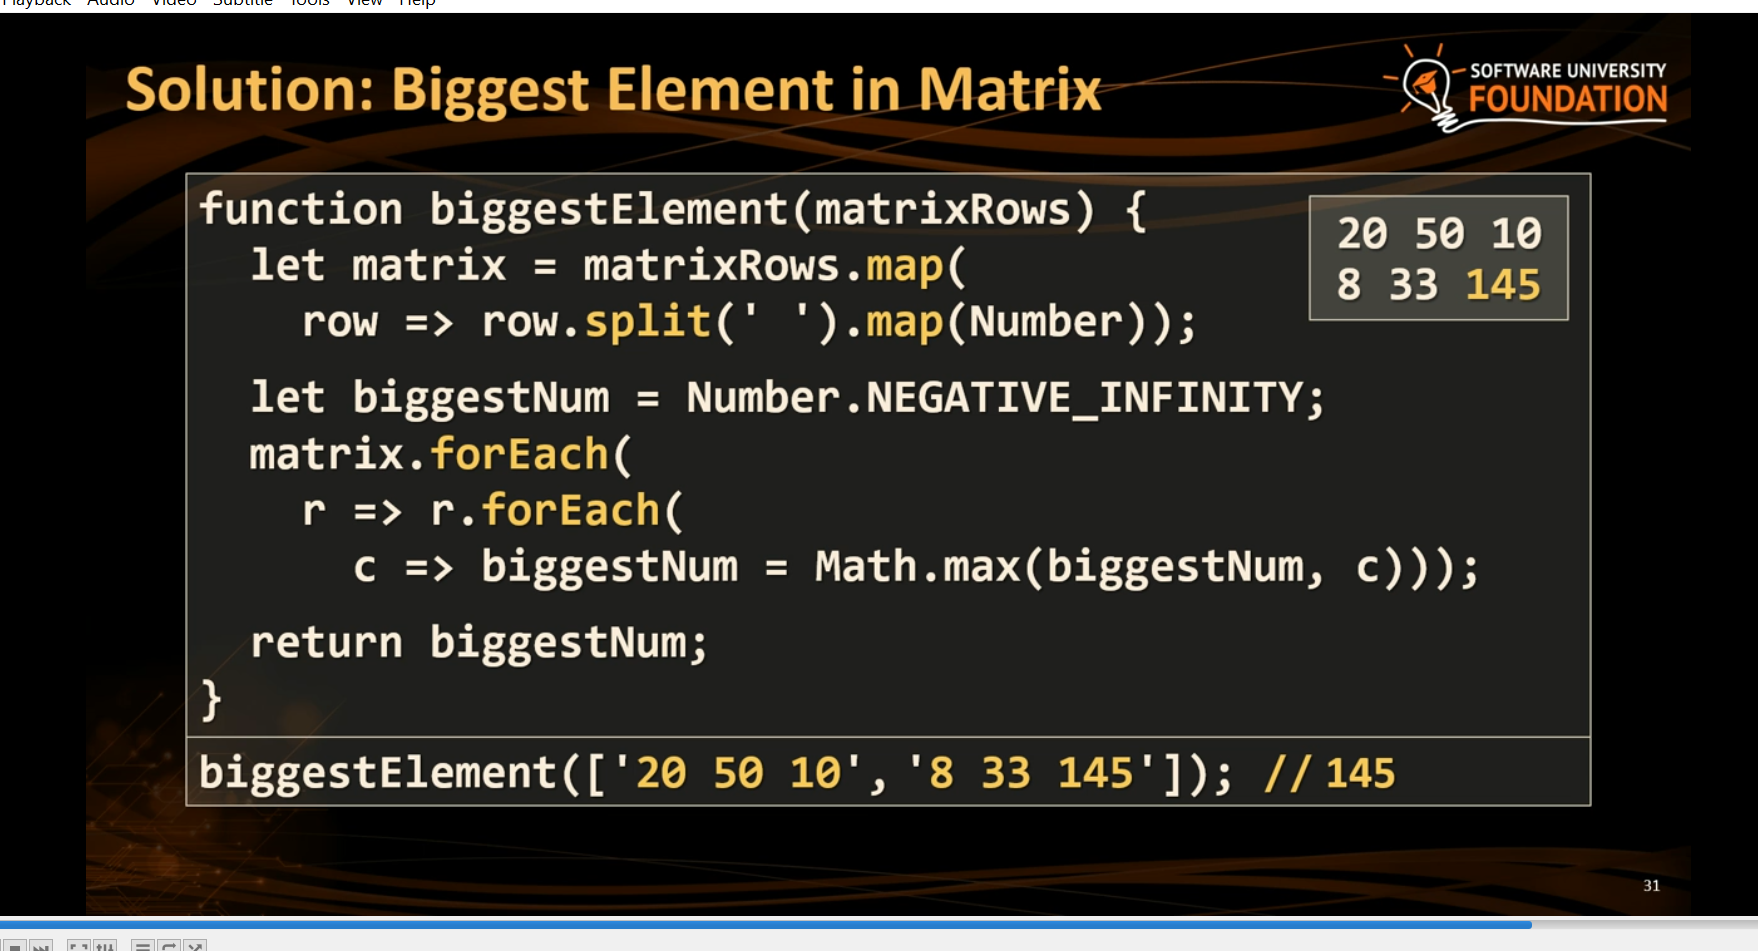 Playback Audio Video Subtitle Tools View Help
Solution: Biggest Element in Matrix
SOFTWARE UNIVERSITY
FOUNDATION
function biggestElement(matrixRows) {
let matrix = matrixRows.map(
row => row.split(' ').map(Number));
let biggestNum = Number.NEGATIVE_INFINITY;
matrix.forEach(
r => r.forEach(
c => biggestNum = Math.max(biggestNum, c)));
return biggestNum;
}
20 50 10
8 33 145
biggestElement(['20 50 10', '8 33 145']); // 145
31